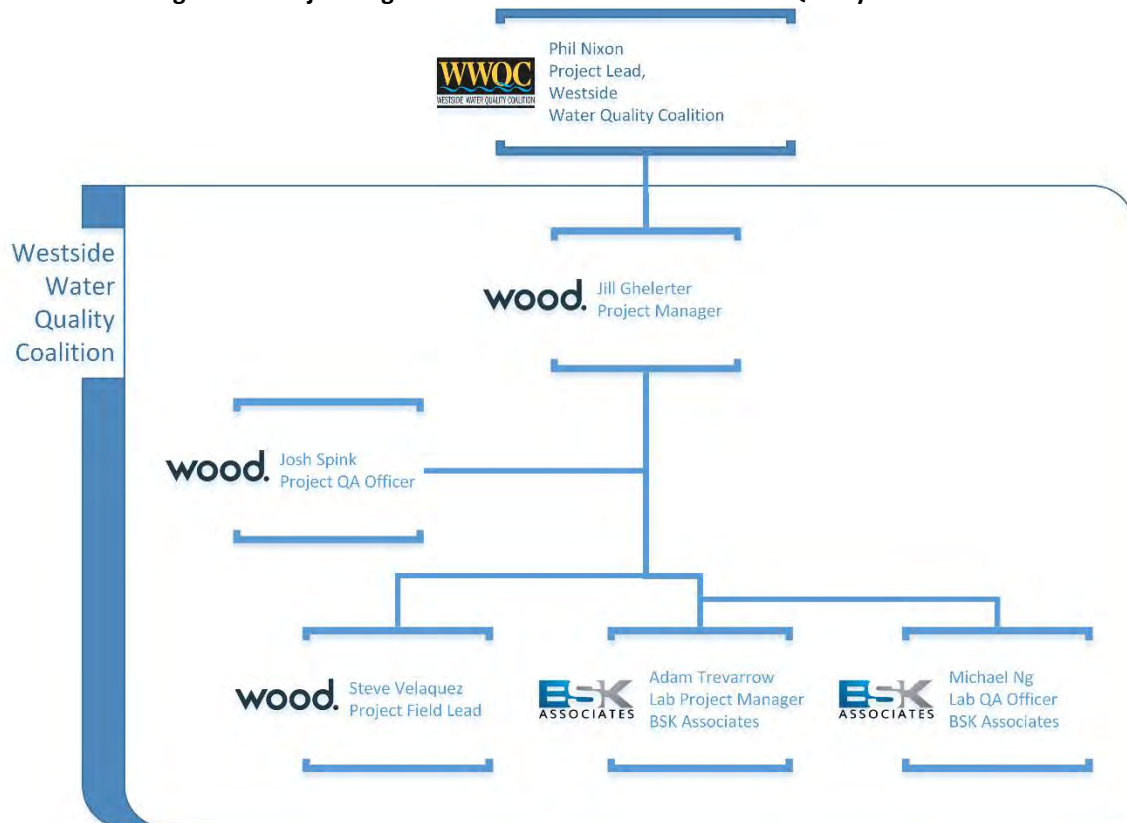 WWQC
WESTSIDE WATER QUALITY COALITION
Phil Nixon
Project Lead,
Westside
Water Quality Coalition
Westside
Water
Quality
Coalition
wood.
Jill Ghelerter
Project Manager
wood.
Josh Spink
Project QA Officer
wood.
Steve Velaquez
Project Field Lead
BSK
ASSOCIATES
Adam Trevarrow
Lab Project Manager
BSK Associates
BSK
ASSOCIATES
Michael Ng
Lab QA Officer
BSK Associates